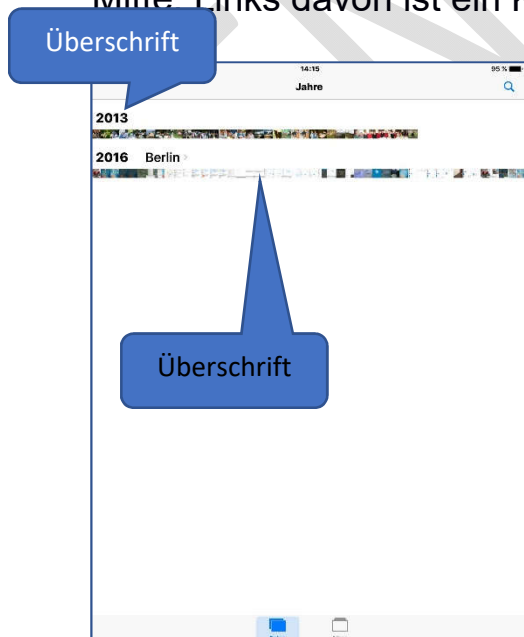 Mitte. Links davon ist ein
Überschrift
14:15
95 %
Jahre
2013
2016 Berlin >
Überschrift